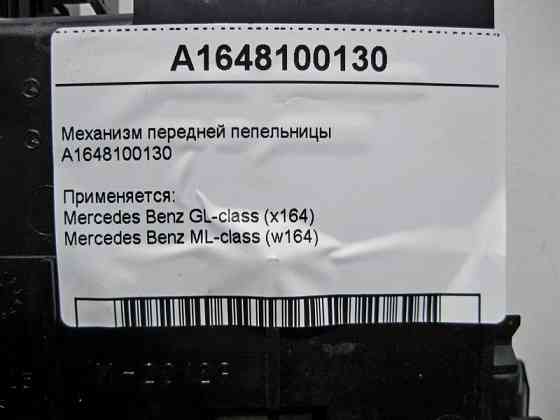 A1648100130
Механизм передней пепельницы
A1648100130
Применяется:
Mercedes Benz GL-class (x164)
Mercedes Benz ML-class (w164)